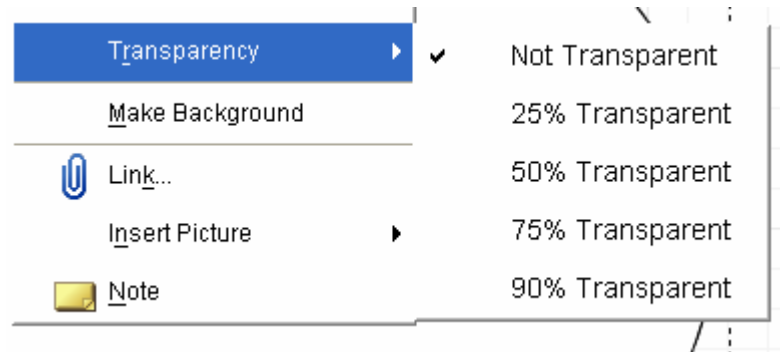 Transparency
Make Background
Link...
Insert Picture
Note
Not Transparent
25% Transparent
50% Transparent
75% Transparent
90% Transparent